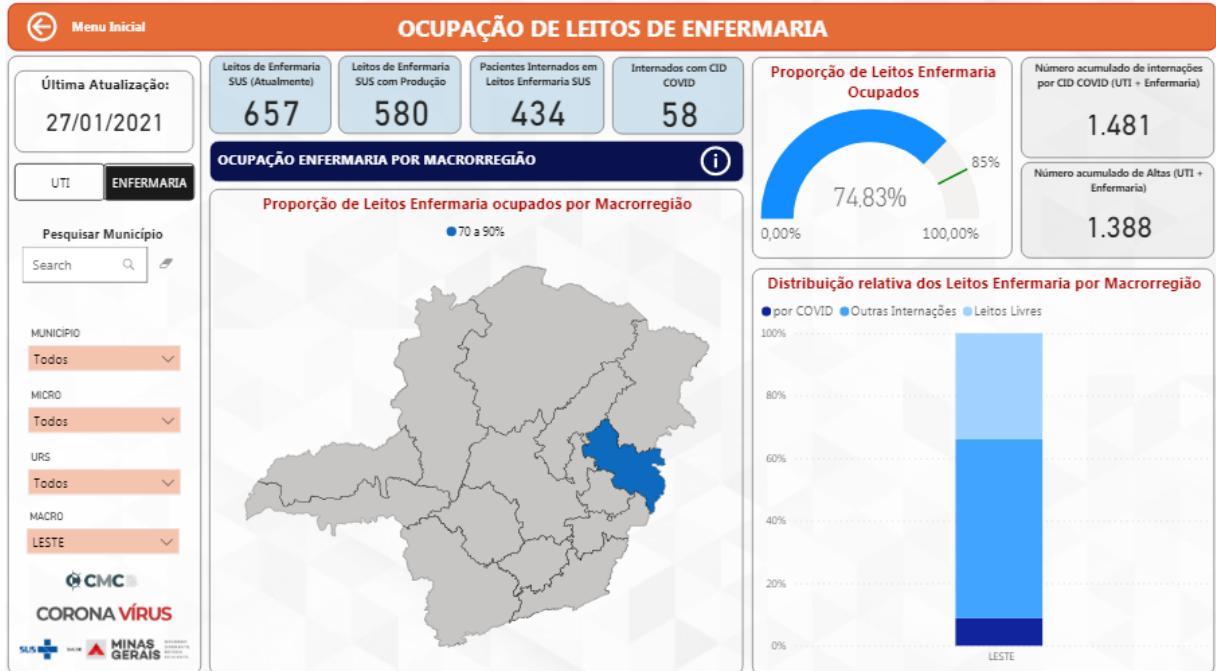 Menu Inicial
OCUPAÇÃO DE LEITOS DE ENFERMARIA
Última Atualização:
27/01/2021
UTI
ENFERMARIA
Pesquisar Município
Search
MUNICÍPIO
Todos
MICRO
Todos
URS
Todos
MACRO
LESTE
CMC
CORONA VÍRUS
SUS
MINAS
GERAIS
Leitos de Enfermaria
SUS (Atualmente)
657
Leitos de Enfermaria
SUS com Produção
580
Pacientes Internados em
Leitos Enfermaria SUS
434
Internados com CID
COVID
58
OCUPAÇÃO ENFERMARIA POR MACRORREGIÃO
i
Proporção de Leitos Enfermaria ocupados por Macrorregião
70 a 90%
Proporção de Leitos Enfermaria
Ocupados
85%
74,83%
0,00%
100,00%
Número acumulado de internações
por CID COVID (UTI + Enfermaria)
1.481
Número acumulado de Altas (UTI +
Enfermaria)
1.388
Distribuição relativa dos Leitos Enfermaria por Macrorregião
por COVID Outras Internações Leitos Livres
100%
80%
60%
40%
20%
0%
LESTE